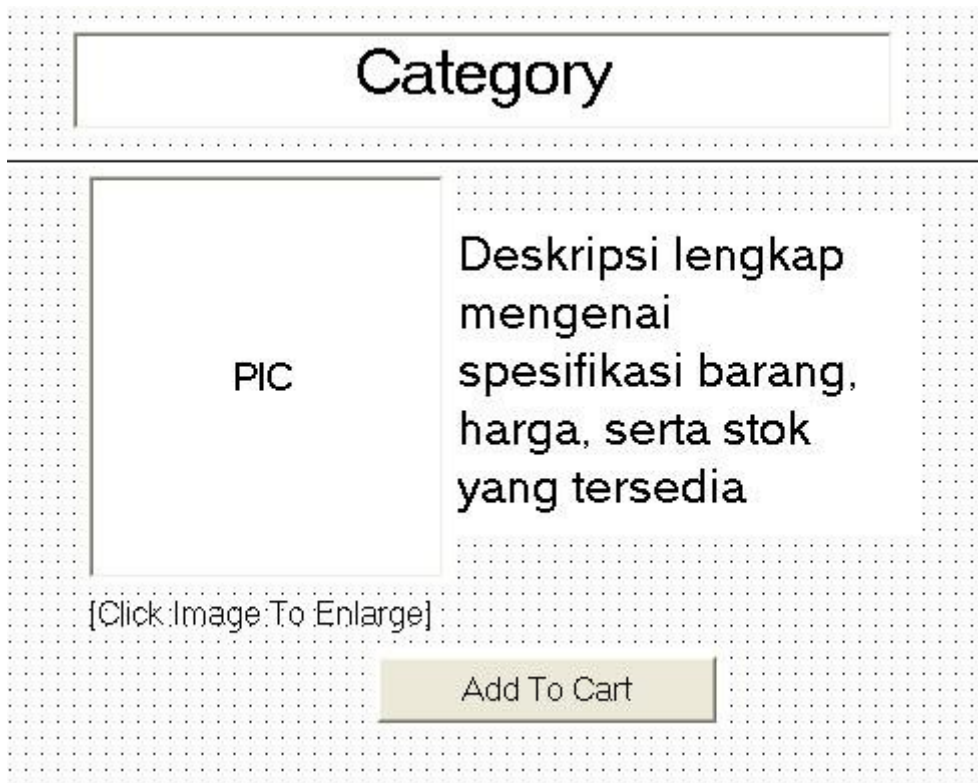 Category
PIC
Deskripsi lengkap
mengenai
spesifikasi barang,
harga, serta stok
yang tersedia
[Click Image To Enlarge]
Add To Cart